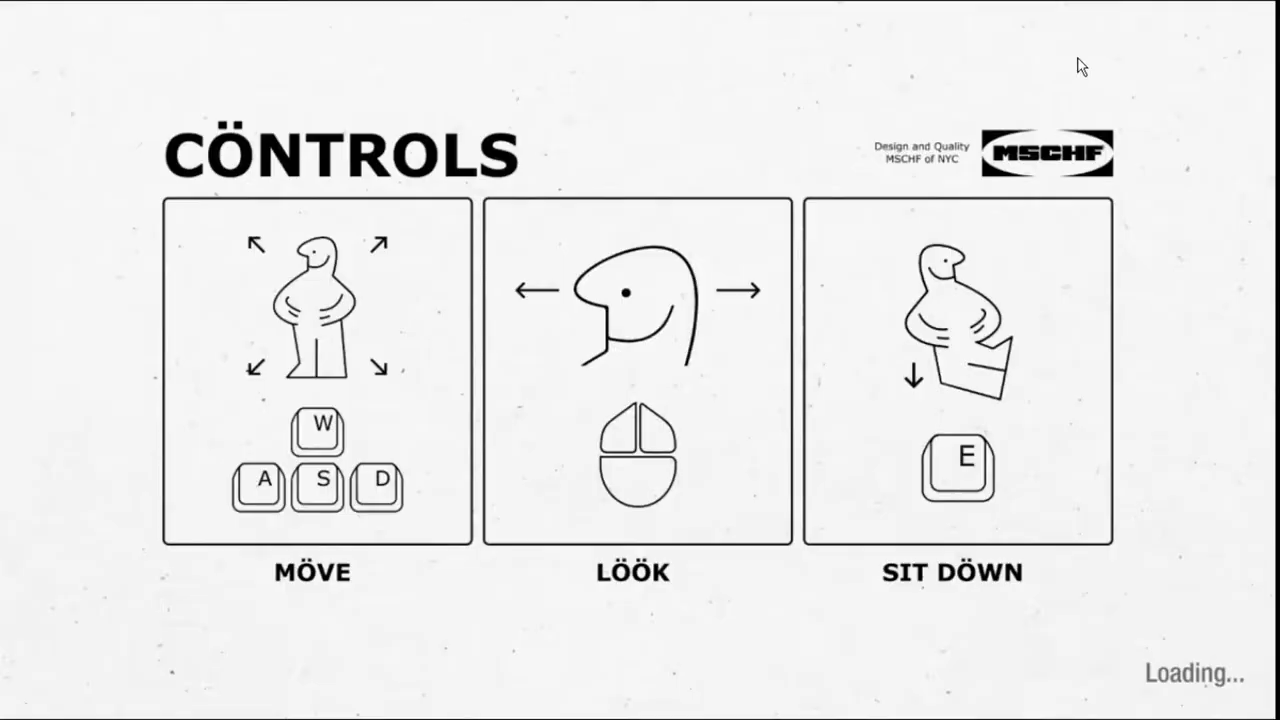 CÖNTROLS
Design and Quality
MSCHF of NYC
MSCHF
W
A S D
E
MÖVE
LÖÖK
SIT DÖWN
Loading...